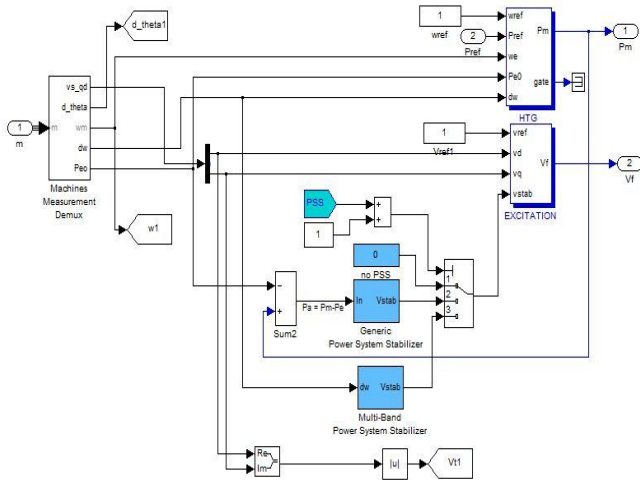 d_theta1
1
wref
2
Pref
wref
Pref
we
Pe0
dw
Pm
gate
HTG
1
Pm
1
m
m
vs_qd
d_theta
wm
dw
Peo
Machines
Measurement
Demux
w1
1
Vref1
vref
vd
vq
vstab
Vf
EXCITATION
2
Vf
PSS
1
+
+
0
no PSS
1
2
3
−
+
Sum2
Pa = Pm-Pe
In
Vstab
Generic
Power System Stabilizer
dw
Vstab
Multi-Band
Power System Stabilizer
Re
Im
|u|
Vt1